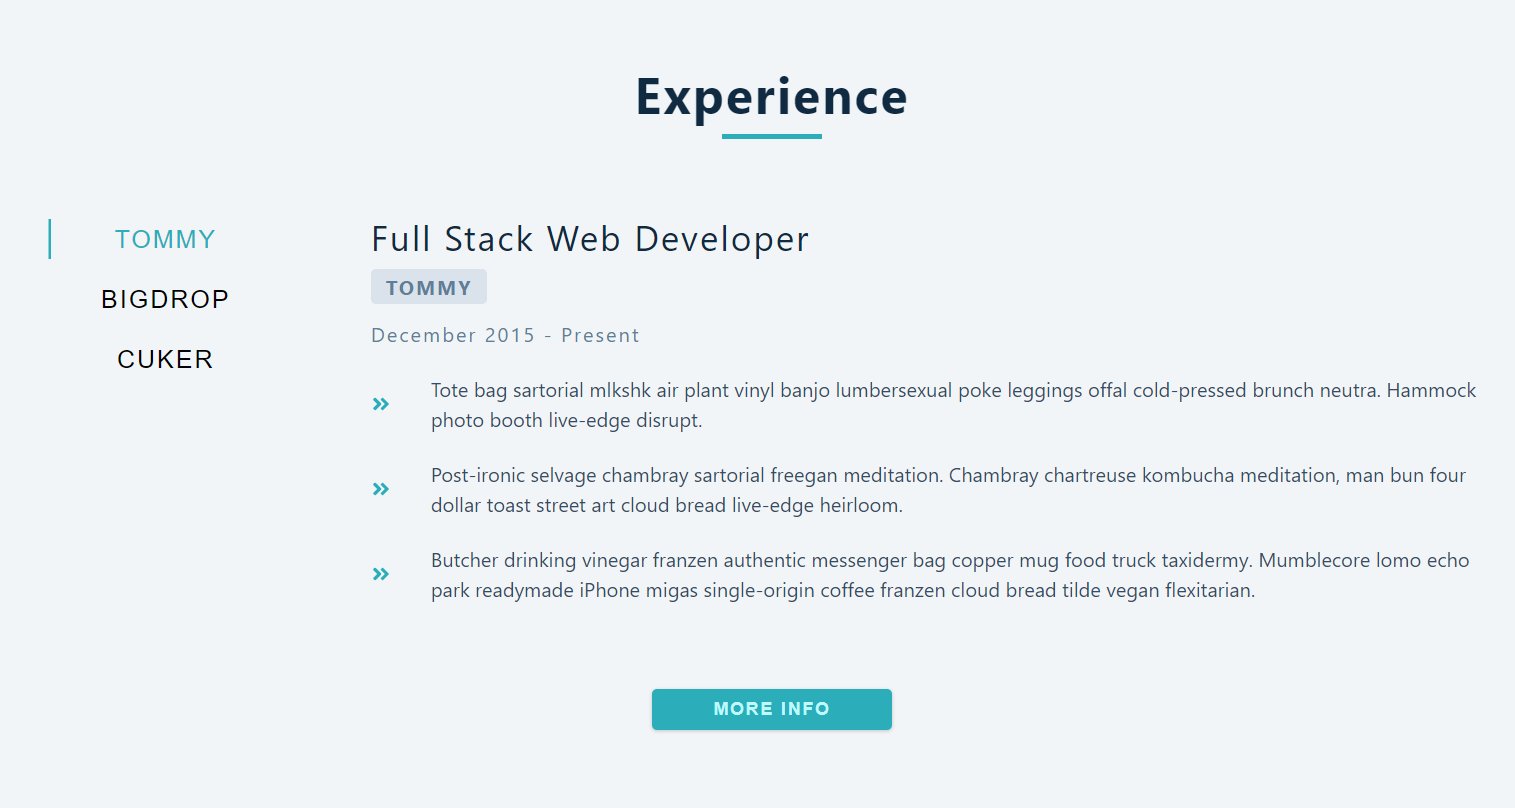 Experience
TOMMY
BIGDROP
CUKER
Full Stack Web Developer
TOMMY
December 2015 - Present
Tote bag sartorial mlkshk air plant vinyl banjo lumbersexual poke leggings offal cold-pressed brunch neutra. Hammock
photo booth live-edge disrupt.
Post-ironic selvage chambray sartorial freegan meditation. Chambray chartreuse kombucha meditation, man bun four
dollar toast street art cloud bread live-edge heirloom.
Butcher drinking vinegar franzen authentic messenger bag copper mug food truck taxidermy. Mumblecore lomo echo
park readymade iPhone migas single-origin coffee franzen cloud bread tilde vegan flexitarian.
MORE INFO